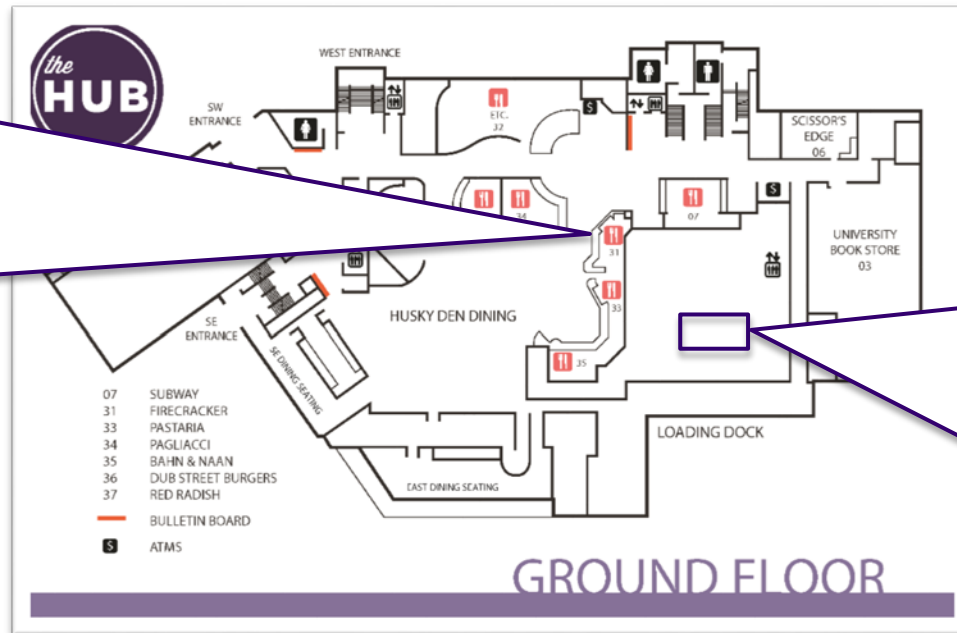 the
HUB
WEST ENTRANCE
SW
ENTRANCE
ETC.
32
S
SCISSOR'S
EDGE
06
34
07
S
31
UNIVERSITY
BOOK STORE
03
33
HUSKY DEN DINING
SE
ENTRANCE
35
SE DINING SEATING
07 SUBWAY
31 FIRECRACKER
33 PASTARIA
34 PAGLIACCI
35 BAHN & NAAN
36 DUB STREET BURGERS
37 RED RADISH
BULLETIN BOARD
S ATMS
LOADING DOCK
EAST DINING SEATING
GROUND FLOOR